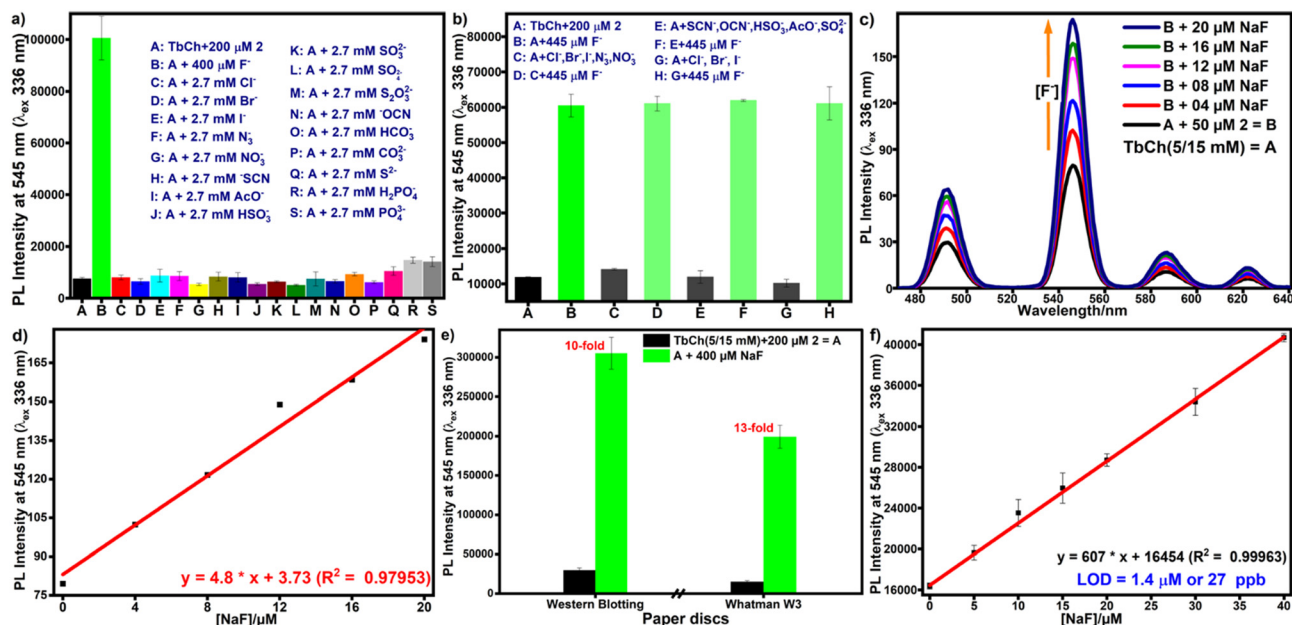 a)
PL Intensity at 545 nm (λex 336 nm)
100000
80000
60000
40000
20000
0
A: TbCh+200 μM 2
B: A + 400 μM F⁻
C: A + 2.7 mM Cl⁻
D: A + 2.7 mM Br⁻
E: A + 2.7 mM I⁻
F: A + 2.7 mM N₃⁻
G: A + 2.7 mM NO₃⁻
H: A + 2.7 mM ⁻SCN
I: A + 2.7 mM AcO⁻
J: A + 2.7 mM HSO₃⁻
K: A + 2.7 mM SO₃²⁻
L: A + 2.7 mM SO₄²⁻
M: A + 2.7 mM S₂O₃²⁻
N: A + 2.7 mM ⁻OCN
O: A + 2.7 mM HCO₃⁻
P: A + 2.7 mM CO₃²⁻
Q: A + 2.7 mM S²⁻
R: A + 2.7 mM H₂PO₄⁻
S: A + 2.7 mM PO₄³⁻
A B C D E F G H I J K L M N O P Q R S
b)
PL Intensity at 545 nm (λex 336 nm)
90000
80000
70000
60000
50000
40000
30000
20000
10000
A: TbCh+200 μM 2
B: A+445 μM F⁻
C: A+Cl⁻,Br⁻,I⁻,N₃⁻,NO₃⁻
D: C+445 μM F⁻
E: A+SCN⁻,OCN⁻,HSO₃⁻,AcO⁻,SO₄²⁻
F: E+445 μM F⁻
G: A+Cl⁻, Br⁻, I⁻
H: G+445 μM F⁻
A B C D E F G H
c)
PL Intensity (λex 336 nm)
150
120
90
60
30
0
[F⁻]
B + 20 μM NaF
B + 16 μM NaF
B + 12 μM NaF
B + 08 μM NaF
B + 04 μM NaF
A + 50 μM 2 = B
TbCh(5/15 mM) = A
480 500 520 540 560 580 600 620 640
Wavelength/nm
d)
PL Intensity at 545 nm (λex 336 nm)
165
150
135
120
105
90
75
y = 4.8 * x + 3.73 (R² = 0.97953)
0 4 8 12 16 20
[NaF]/μM
e)
PL Intensity at 545 nm (λex 336 nm)
300000
250000
200000
150000
100000
50000
0
TbCh(5/15 mM)+200 μM 2 = A
A + 400 μM NaF
10-fold
13-fold
Western Blotting Whatman W3
Paper discs
f)
PL Intensity at 545 nm (λex 336 nm)
40000
36000
32000
28000
24000
20000
16000
y = 607 * x + 16454 (R² = 0.99963)
LOD = 1.4 μM or 27 ppb
0 5 10 15 20 25 30 35 40
[NaF]/μM